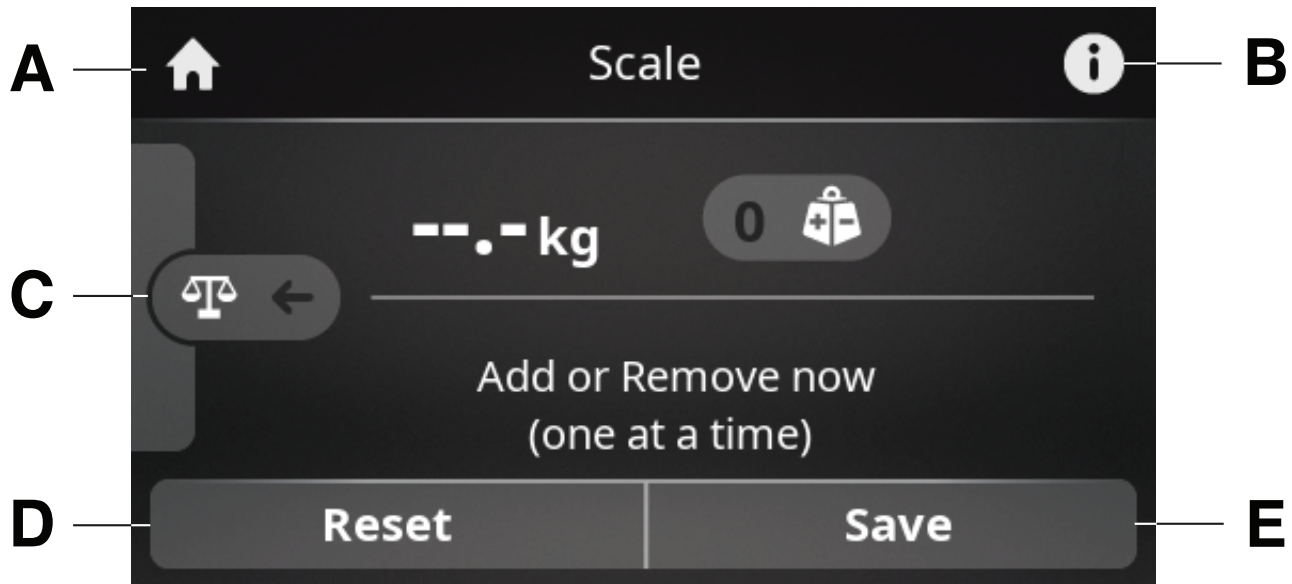 A
Scale
B
--.- kg
0
C
Add or Remove now
(one at a time)
D
Reset
Save
E